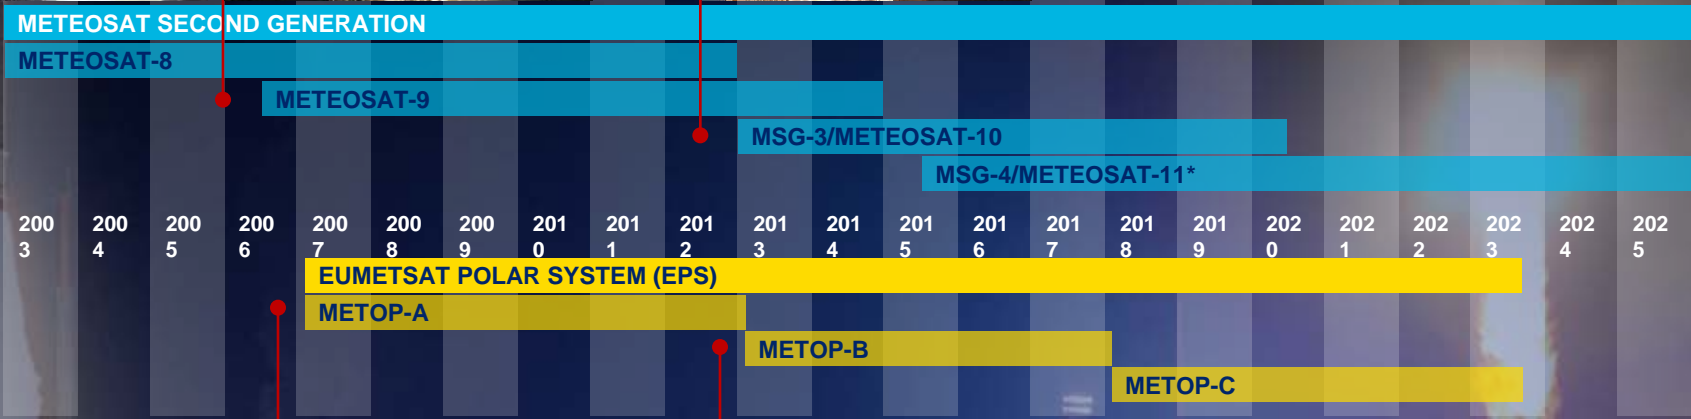 METEOSAT SECOND GENERATION
METEOSAT-8
METEOSAT-9
MSG-3/METEOSAT-10
MSG-4/METEOSAT-11*
200 200 200 200 200 200 200 201 201 201 201 201 201 201 201 201 201 202 202 202 202 202 202
3 4 5 6 7 8 9 0 1 2 3 4 5 6 7 8 9 0 1 2 3 4 5
EUMETSAT POLAR SYSTEM (EPS)
METOP-A
METOP-B
METOP-C